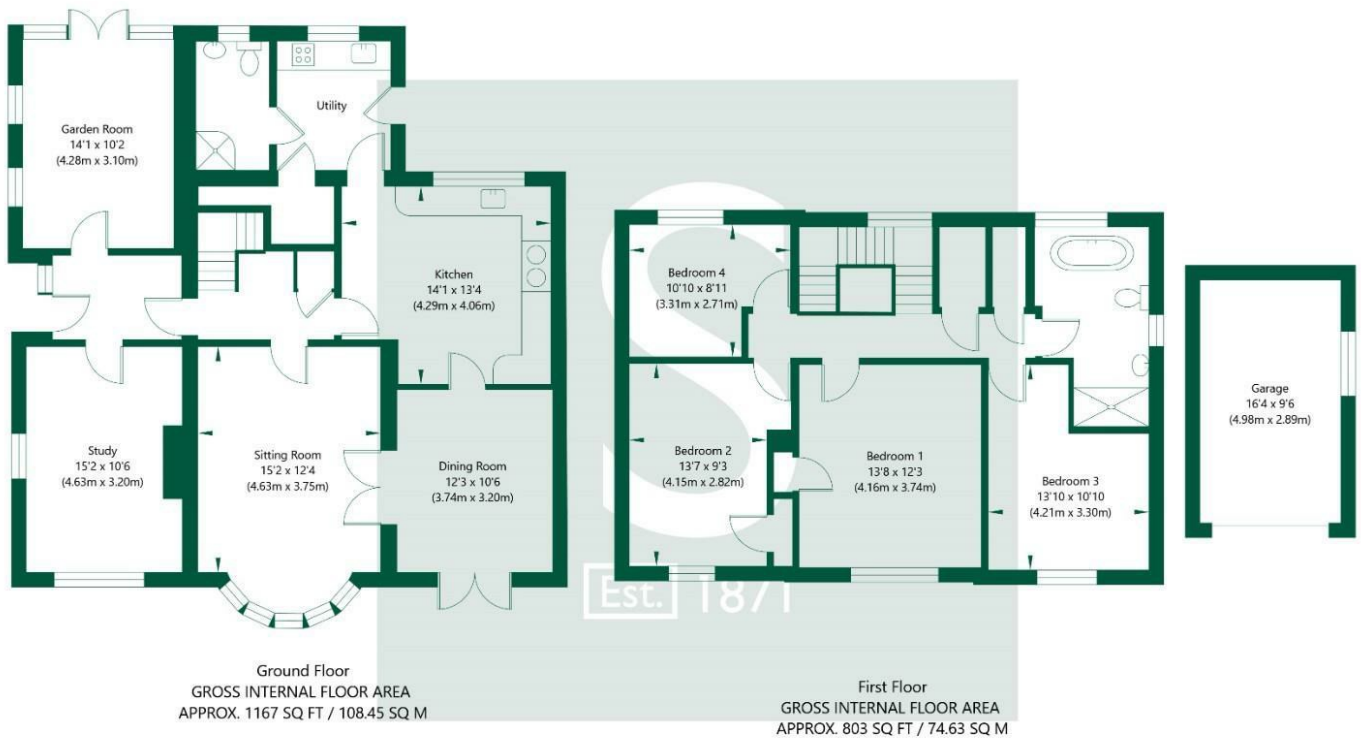 Garden Room
14'1 x 10'2
(4.28m x 3.10m)
Utility
Kitchen
14'1 x 13'4
(4.29m x 4.06m)
Study
15'2 x 10'6
(4.63m x 3.20m)
Sitting Room
15'2 x 12'4
(4.63m x 3.75m)
Dining Room
12'3 x 10'6
(3.74m x 3.20m)
Ground Floor
GROSS INTERNAL FLOOR AREA
APPROX. 1167 SQ FT / 108.45 SQ M
Bedroom 4
10'10 x 8'11
(3.31m x 2.71m)
Bedroom 2
13'7 x 9'3
(4.15m x 2.82m)
Bedroom 1
13'8 x 12'3
(4.16m x 3.74m)
Bedroom 3
13'10 x 10'10
(4.21m x 3.30m)
First Floor
GROSS INTERNAL FLOOR AREA
APPROX. 803 SQ FT / 74.63 SQ M
Garage
16'4 x 9'6
(4.98m x 2.89m)
S
Est. 1871